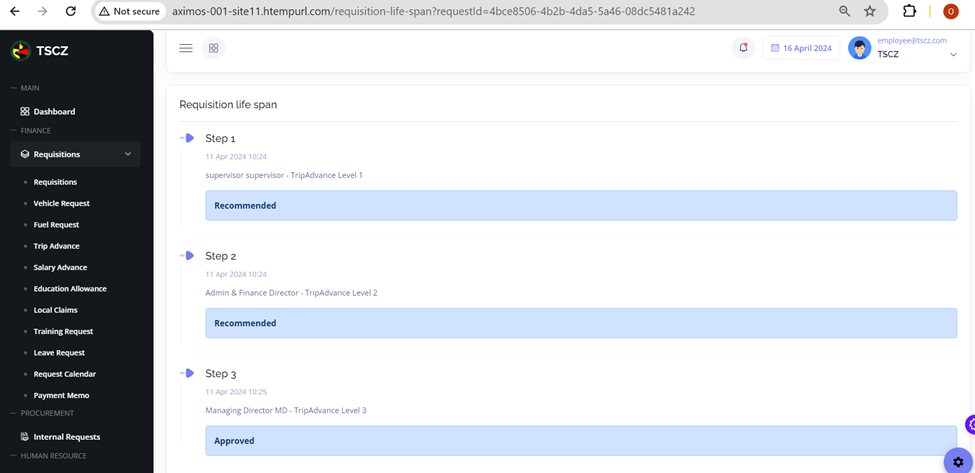 Not secure
aximos-001-site11.htempurl.com/requisition-life-span?requestId=4bce8506-4b2b-4da5-5a46-08dc5481a242
O
TSCZ
MAIN
Dashboard
FINANCE
Requisitions
Requisitions
Vehicle Request
Fuel Request
Trip Advance
Salary Advance
Education Allowance
Local Claims
Training Request
Leave Request
Request Calendar
Payment Memo
PROCUREMENT
Internal Requests
HUMAN RESOURCE
16 April 2024
employee@tscz.com
TSCZ
Requisition life span
Step 1
11 Apr 2024 10:24
supervisor supervisor - TripAdvance Level 1
Recommended
Step 2
11 Apr 2024 10:24
Admin & Finance Director - TripAdvance Level 2
Recommended
Step 3
11 Apr 2024 10:25
Managing Director MD - TripAdvance Level 3
Approved